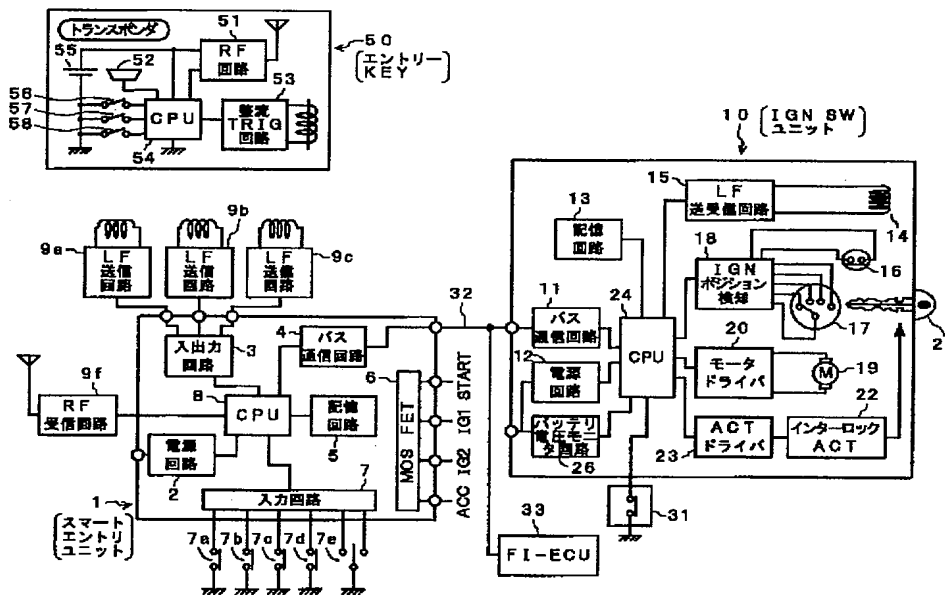 トランスポンダ
51
RF
回路
50
エントリー
KEY
55
52
53
56
57
58
CPU
整流
TRIG
回路
54
10
IGN SW
ユニット
15
LF
送受信回路
14
13
記憶
回路
9a
LF
送信
回路
9b
LF
送信
回路
LF
送信
回路
9c
18
IGN
ポジション
検知
16
17
2
32
11
バス
通信回路
24
CPU
4
バス
通信回路
入出力
回路
3
12
電源
回路
20
モータ
ドライバ
M
19
6
MOS FET
START
IG1
IG2
ACC
9f
RF
受信回路
8
CPU
記憶
回路
5
22
ACT
ドライバ
23
インターロック
ACT
バッテリ
電圧モニ
タ回路
26
電源
回路
2
7
入力回路
1
スマート
エントリ
ユニット
7a
7b
7c
7d
7e
33
FI-ECU
31